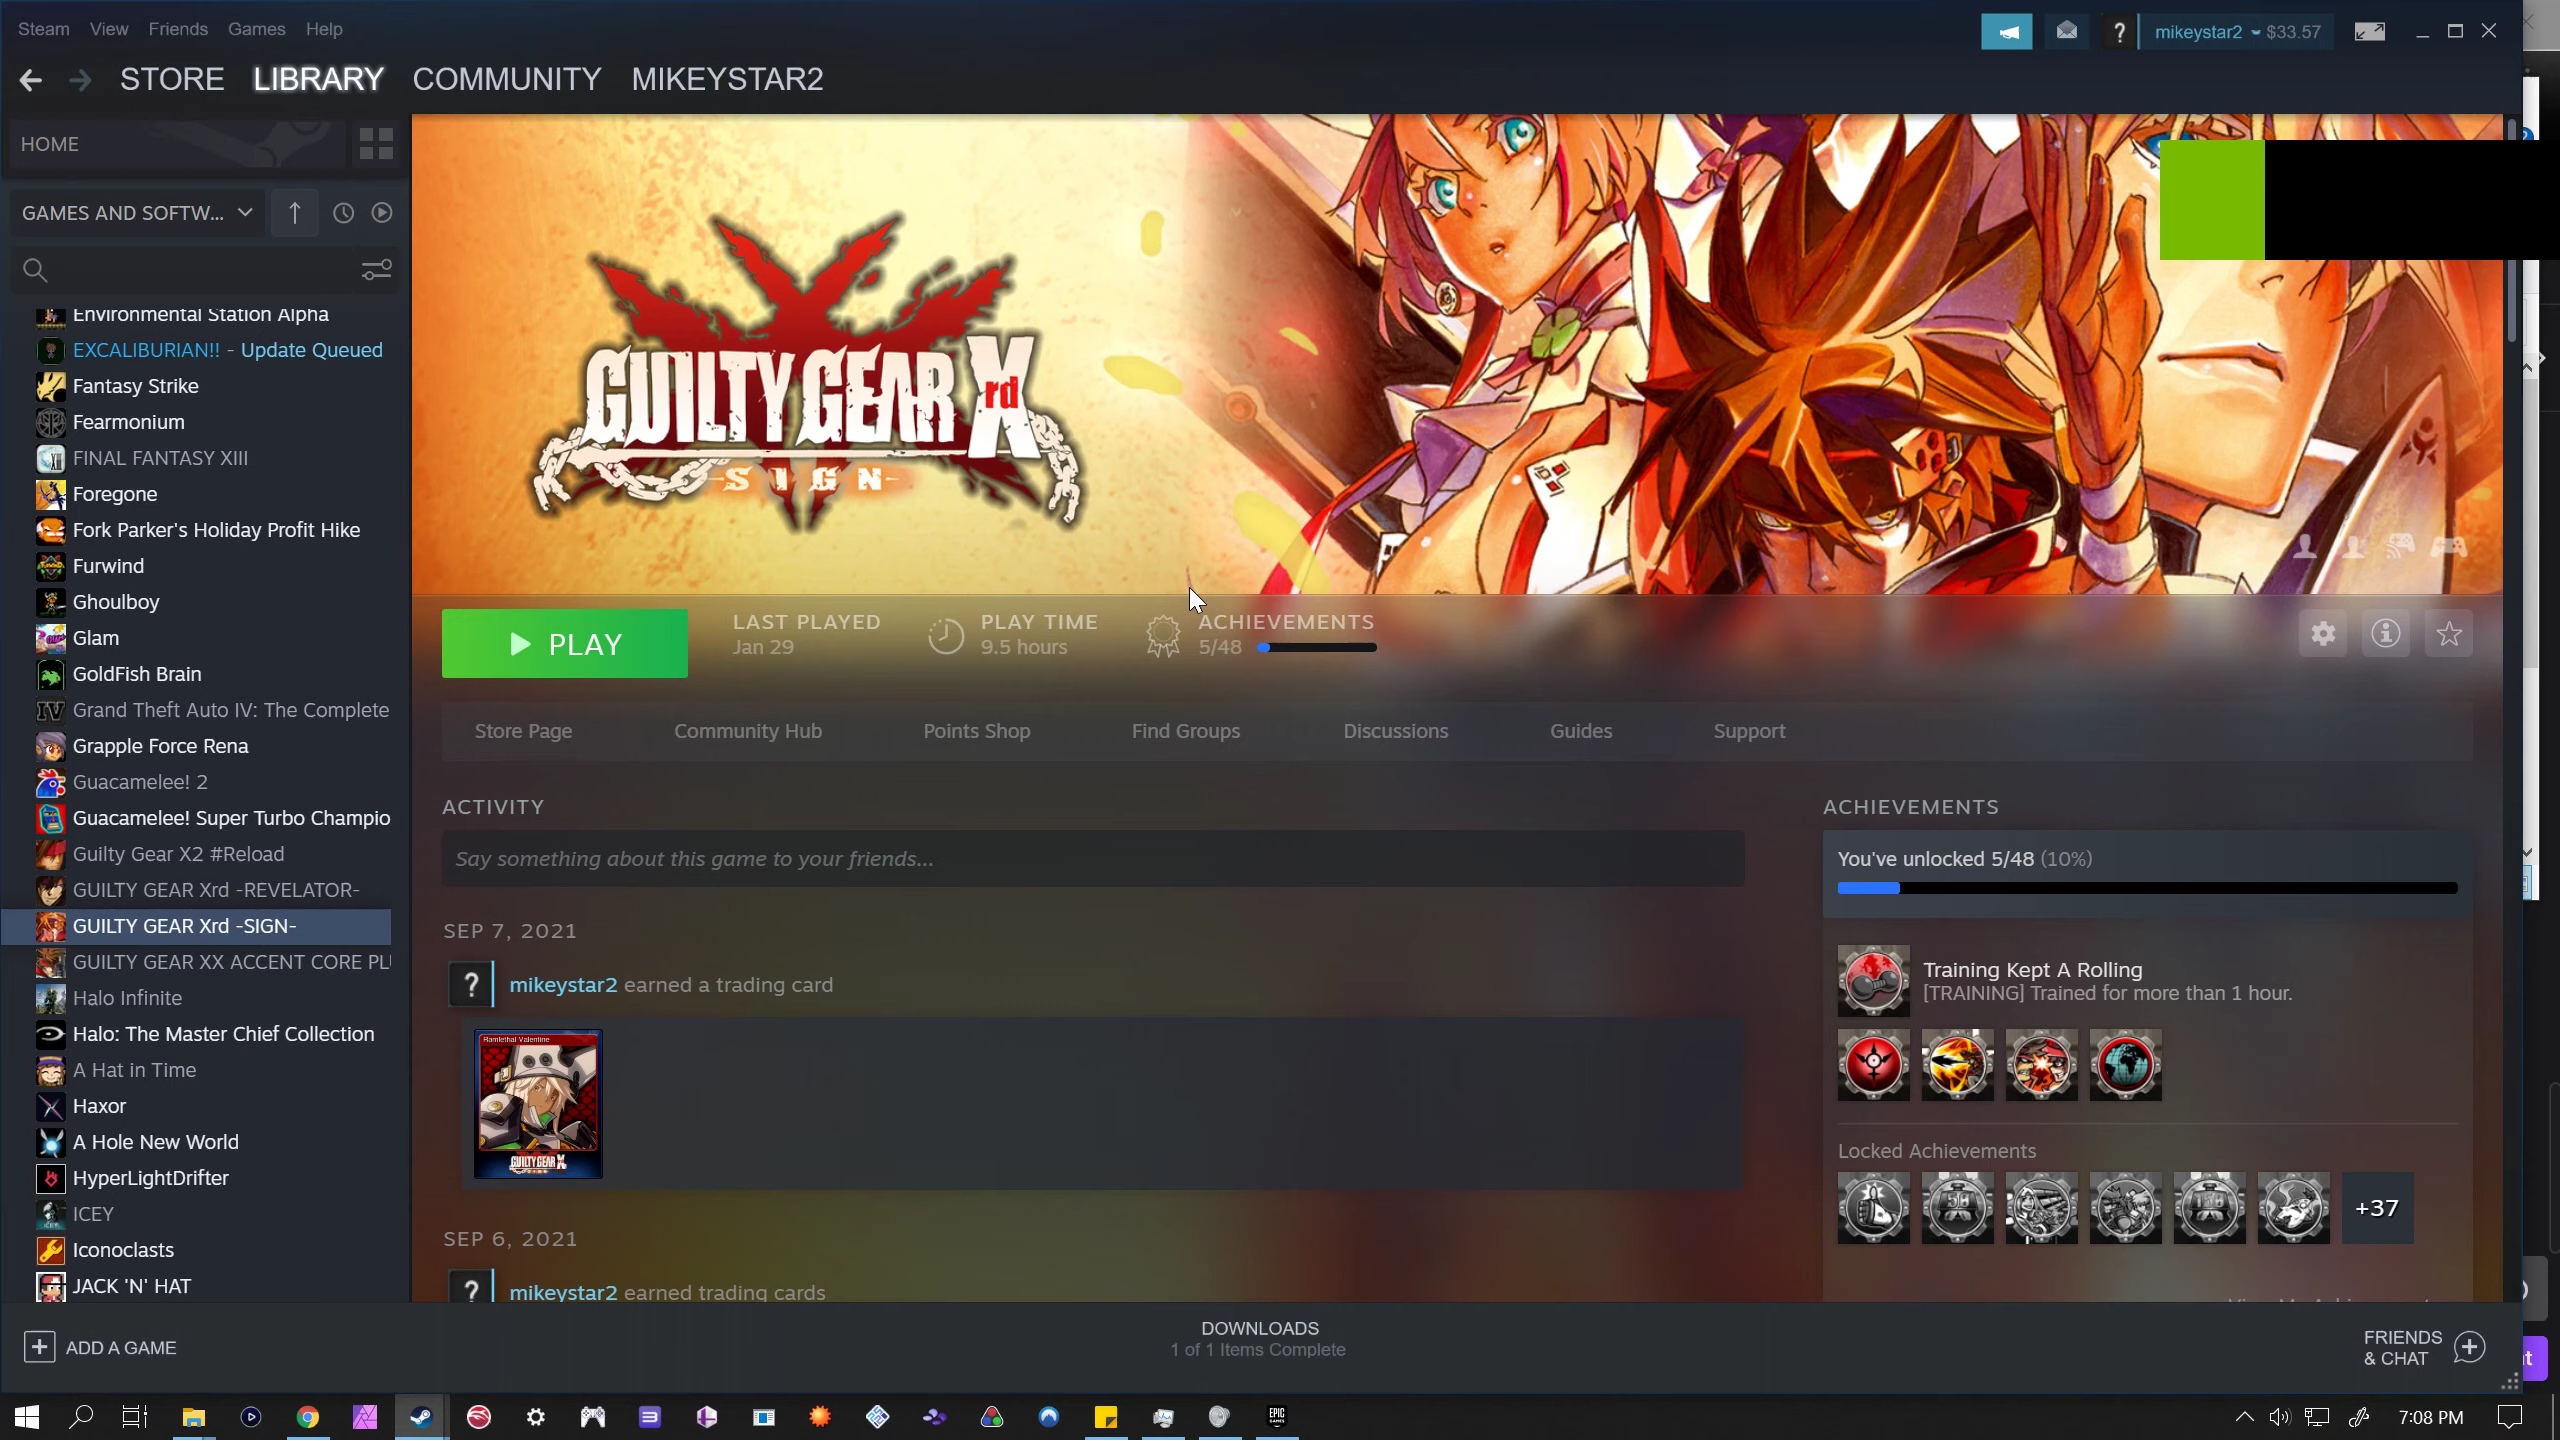 Steam View Friends Games Help
mikeystar2 $33.57
STORE LIBRARY COMMUNITY MIKEYSTAR2
HOME
GAMES AND SOFTW...
Environmental Station Alpha
EXCALIBURIAN!! - Update Queued
Fantasy Strike
Fearmonium
FINAL FANTASY XIII
Foregone
Fork Parker's Holiday Profit Hike
Furwind
Ghoulboy
Glam
GoldFish Brain
Grand Theft Auto IV: The Complete
Grapple Force Rena
Guacamelee! 2
Guacamelee! Super Turbo Champio
Guilty Gear X2 #Reload
GUILTY GEAR Xrd -REVELATOR-
GUILTY GEAR Xrd -SIGN-
GUILTY GEAR XX ACCENT CORE PLU
Halo Infinite
Halo: The Master Chief Collection
A Hat in Time
Haxor
A Hole New World
HyperLightDrifter
ICEY
Iconoclasts
JACK 'N' HAT
GUILTY GEAR Xrd
-SIGN-
PLAY
LAST PLAYED
Jan 29
PLAY TIME
9.5 hours
ACHIEVEMENTS
5/48
Store Page Community Hub Points Shop Find Groups Discussions Guides Support
ACTIVITY
Say something about this game to your friends...
SEP 7, 2021
mikeystar2 earned a trading card
Ramlethal Valentine
GUILTY GEAR X
SEP 6, 2021
mikeystar2 earned trading cards
ACHIEVEMENTS
You've unlocked 5/48 (10%)
Training Kept A Rolling
[TRAINING] Trained for more than 1 hour.
Locked Achievements
+37
ADD A GAME
DOWNLOADS
1 of 1 Items Complete
FRIENDS
& CHAT
7:08 PM